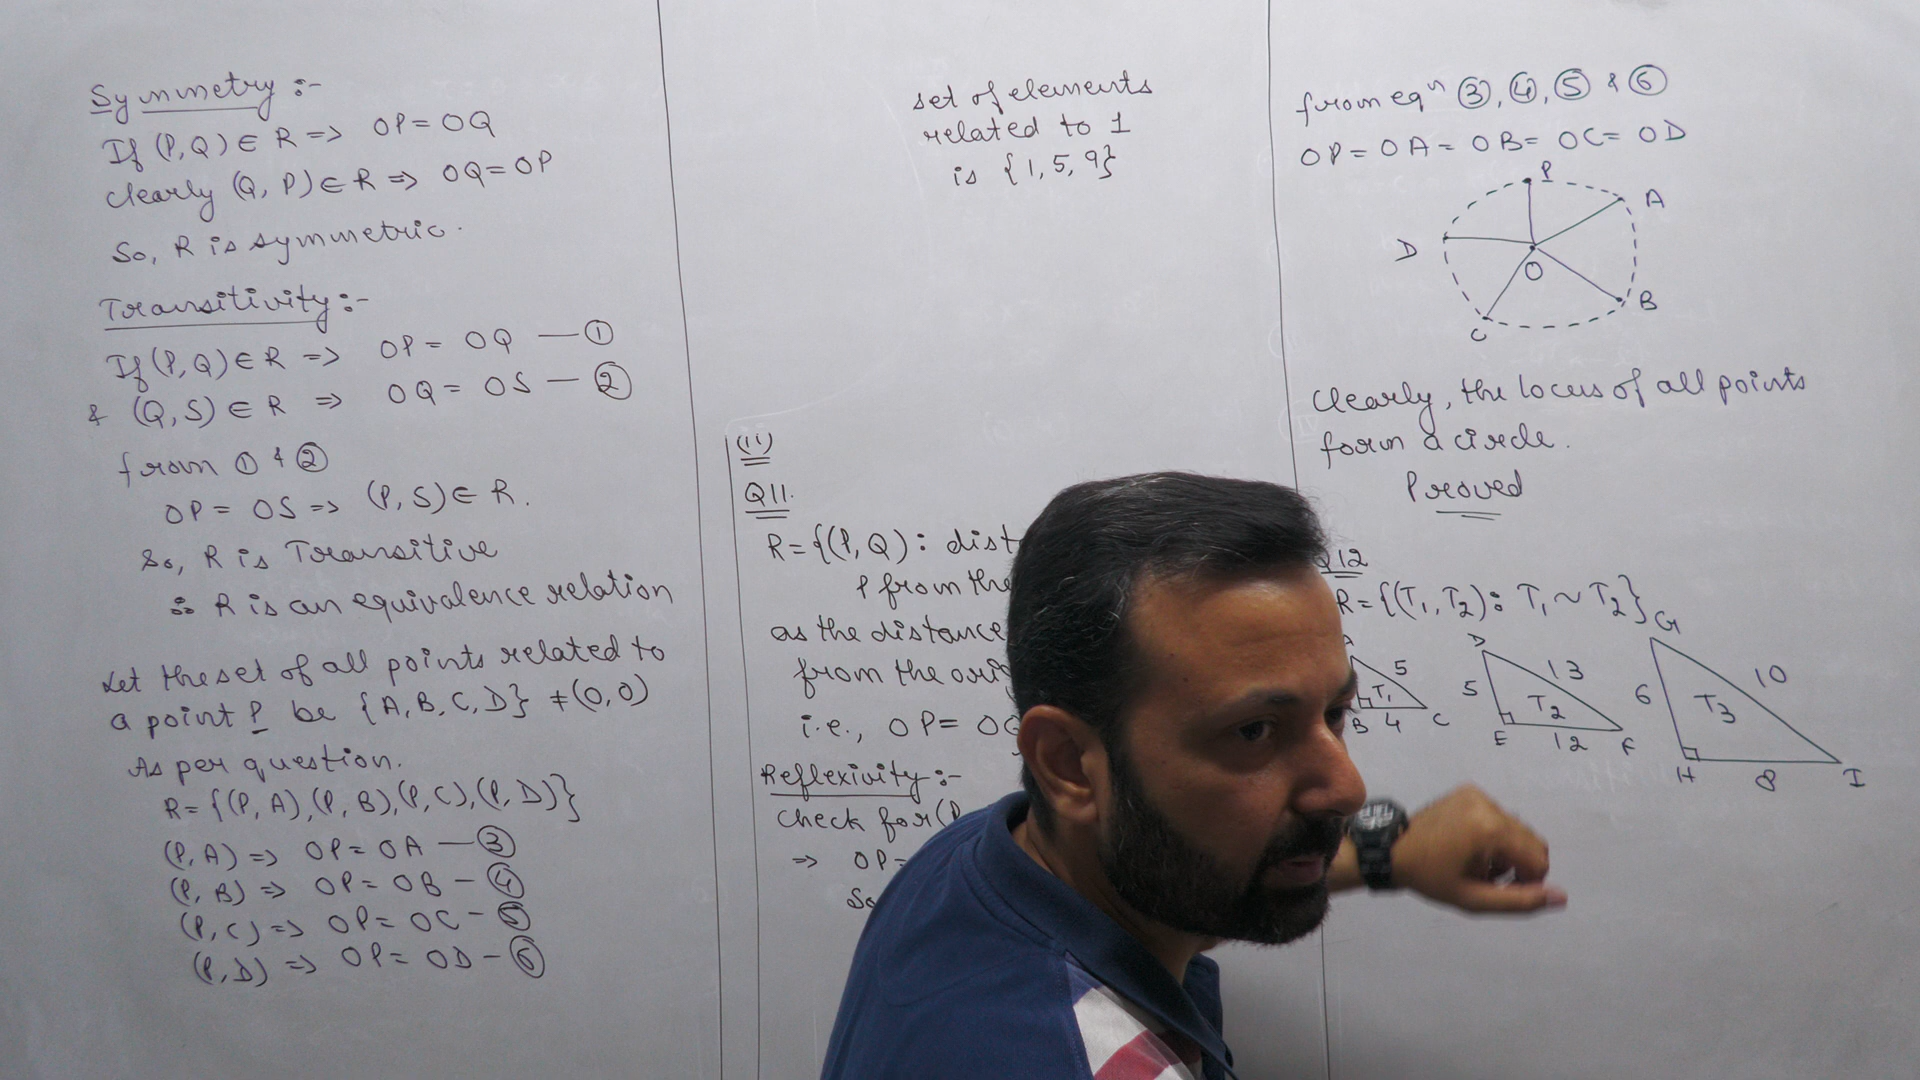 Symmetry :-
If (P,Q) ∈ R => OP = OQ
clearly (Q, P) ∈ R => OQ = OP
So, R is symmetric.
Transitivity :-
If (P,Q) ∈ R => OP = OQ — ①
& (Q,S) ∈ R => OQ = OS — ②
from ① & ②
OP = OS => (P, S) ∈ R.
So, R is Transitive
∴ R is an equivalence relation
Let the set of all points related to
a point P be {A, B, C, D} ≠ (0,0)
As per question.
R = {(P, A), (P, B), (P, C), (P, D)}
(P, A) => OP = OA — ③
(P, B) => OP = OB — ④
(P, C) => OP = OC — ⑤
(P, D) => OP = OD — ⑥
set of elements
related to 1
is {1, 5, 9}
(ii)
Q11.
R = {(P, Q) : dist
P from the
as the distance
from the
i.e., OP =
Reflexivity :-
check for (P
=> OP =
So
from eqⁿ ③, ④, ⑤ & ⑥
OP = OA = OB = OC = OD
P
A
D
O
B
C
Clearly, the locus of all points
form a circle.
Proved
Q12
R = {(T₁, T₂) : T₁ ~ T₂}
A 5 T₁ B 4 C
D 13 5 T₂ E 12 F
G 10 6 T₃ H 8 I